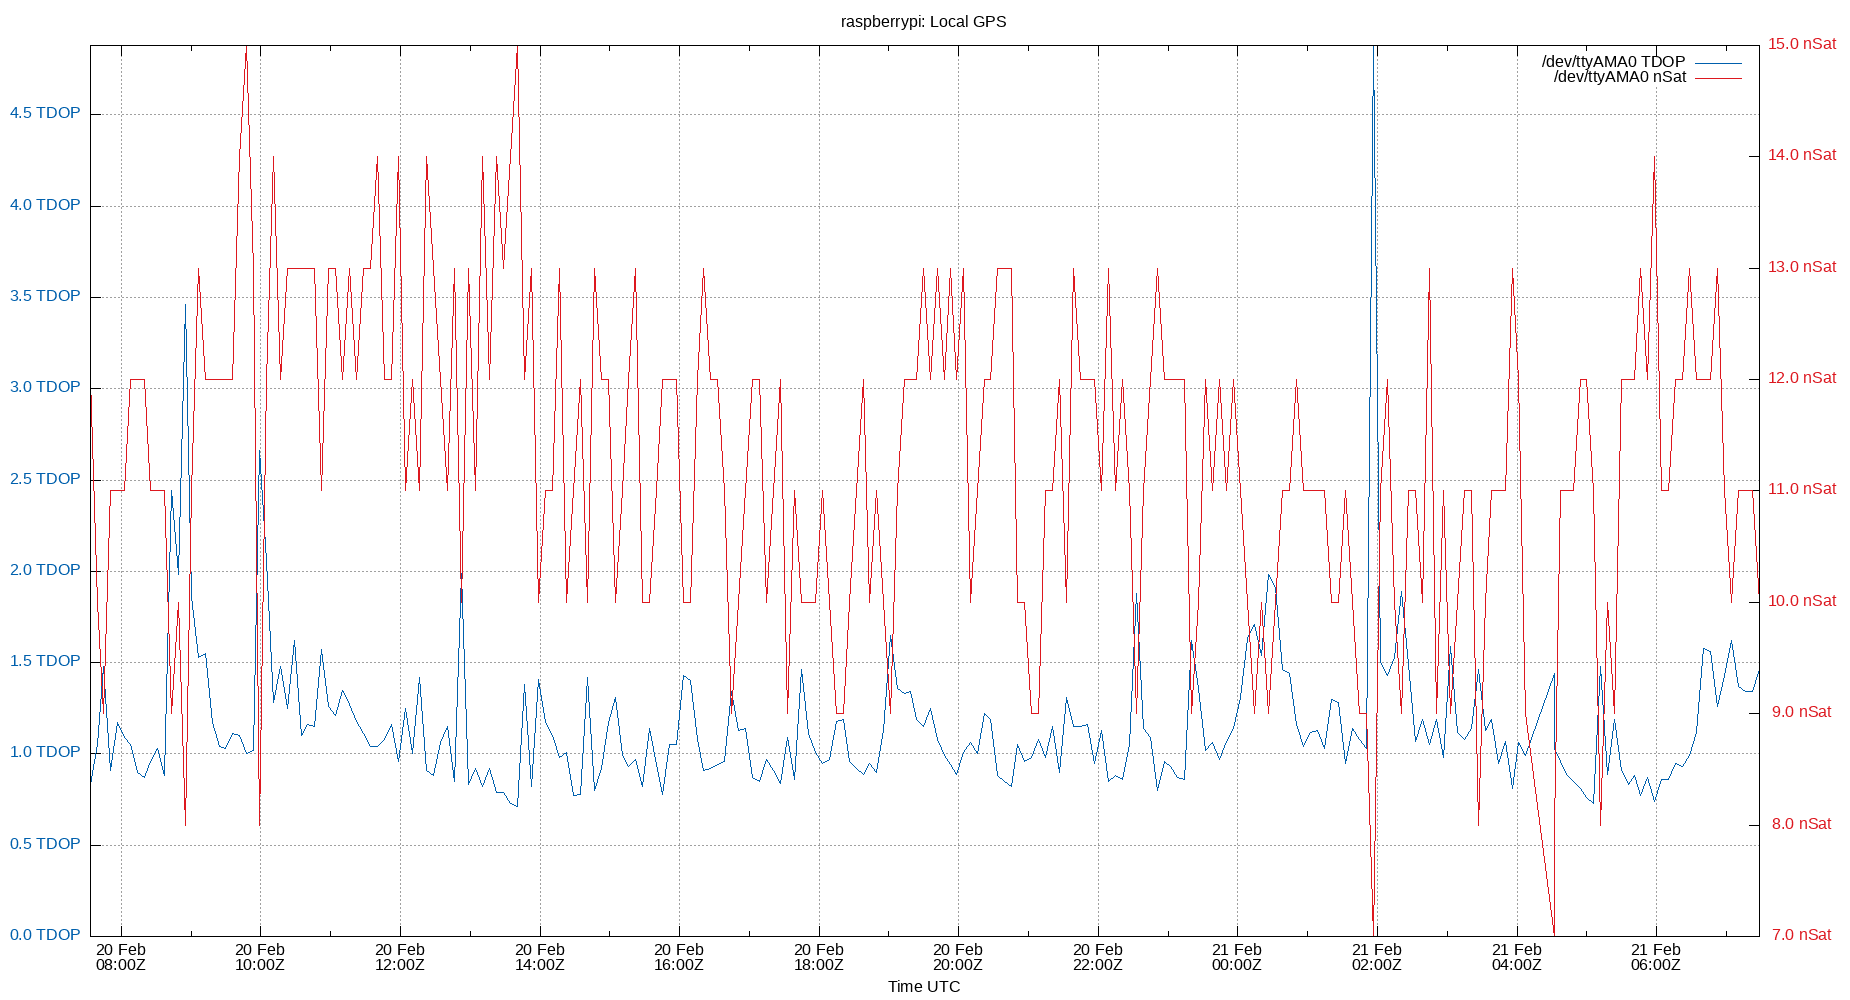 raspberrypi: Local GPS
15.0 nSat
/dev/ttyAMA0 TDOP
/dev/ttyAMA0 nSat
4.5 TDOP
14.0 nSat
4.0 TDOP
13.0 nSat
3.5 TDOP
3.0 TDOP
12.0 nSat
2.5 TDOP
11.0 nSat
2.0 TDOP
10.0 nSat
1.5 TDOP
9.0 nSat
1.0 TDOP
8.0 nSat
0.5 TDOP
0.0 TDOP
7.0 nSat
20 Feb 20 Feb 20 Feb 20 Feb 20 Feb 20 Feb 20 Feb 20 Feb 21 Feb 21 Feb 21 Feb 21 Feb
08:00Z 10:00Z 12:00Z 14:00Z 16:00Z 18:00Z 20:00Z 22:00Z 00:00Z 02:00Z 04:00Z 06:00Z
Time UTC